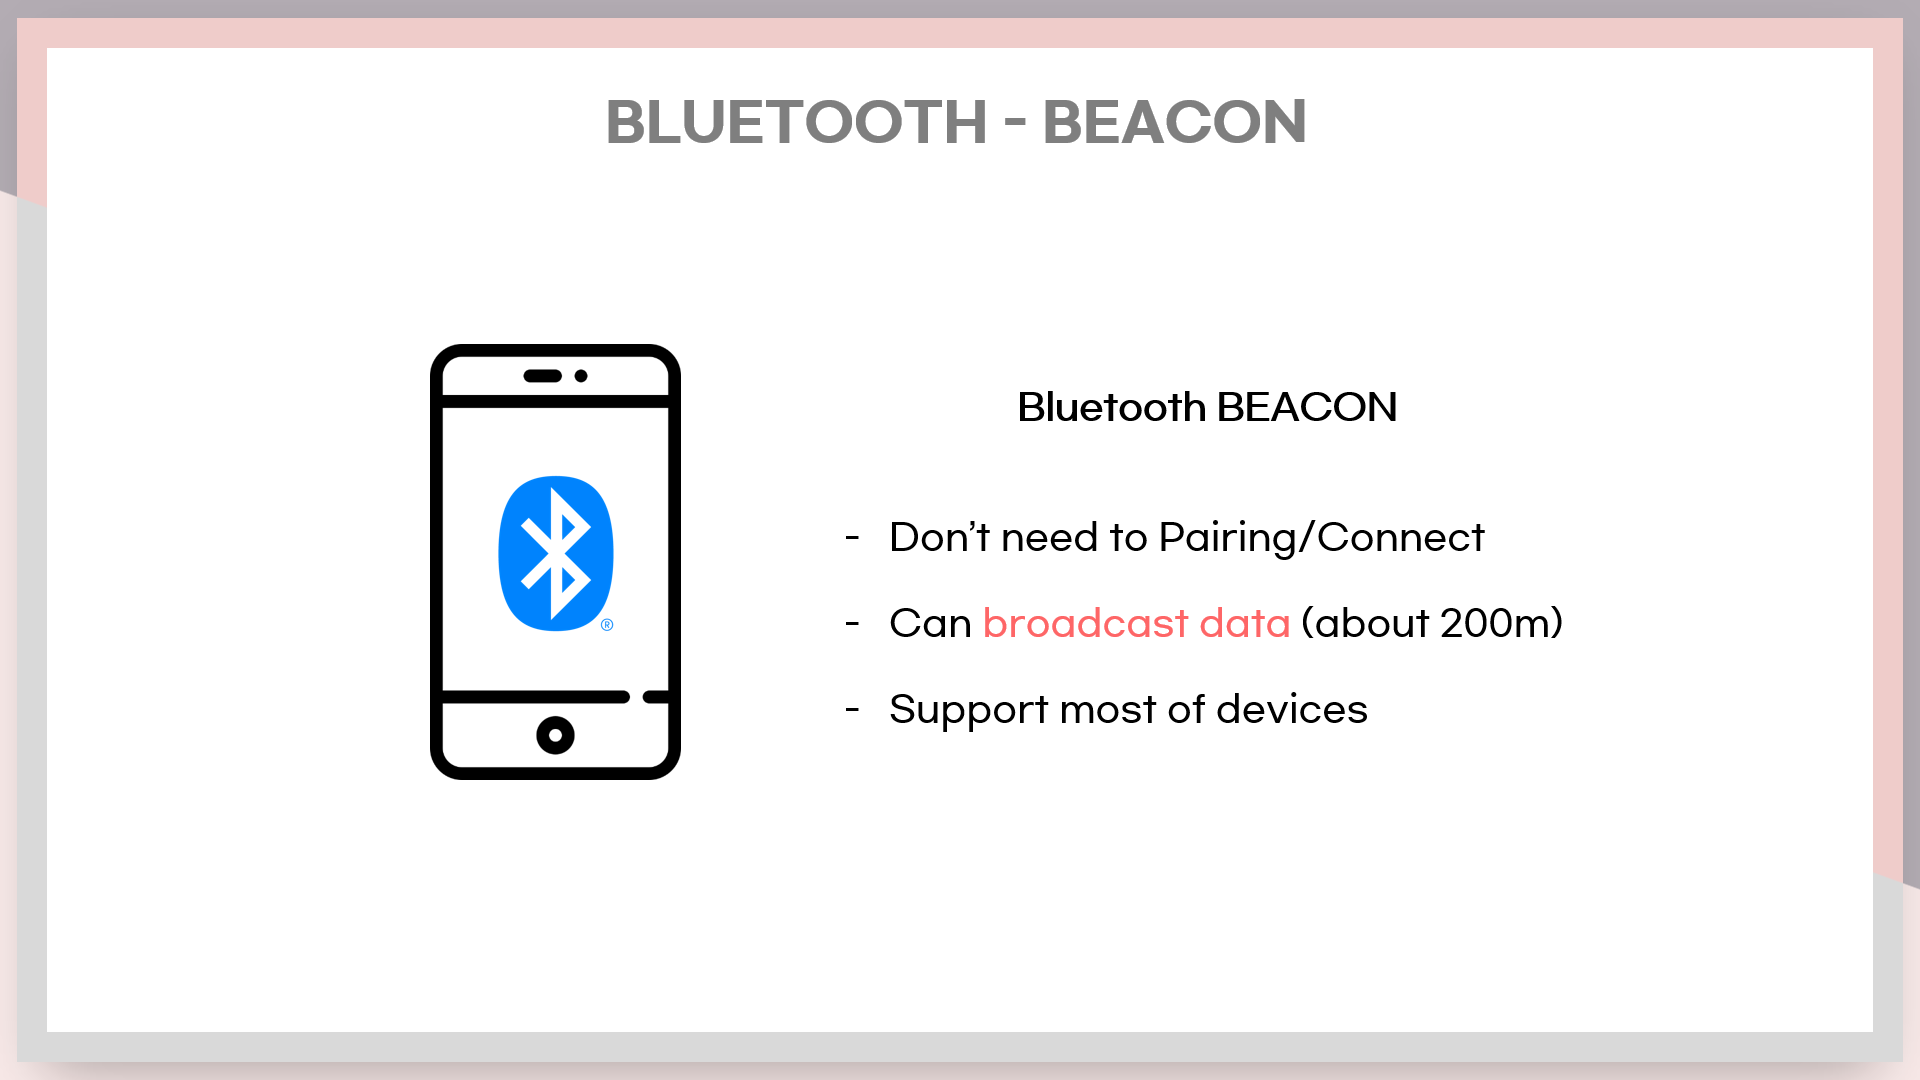 BLUETOOTH - BEACON
Bluetooth BEACON
- Don’t need to Pairing/Connect
- Can broadcast data (about 200m)
- Support most of devices
®